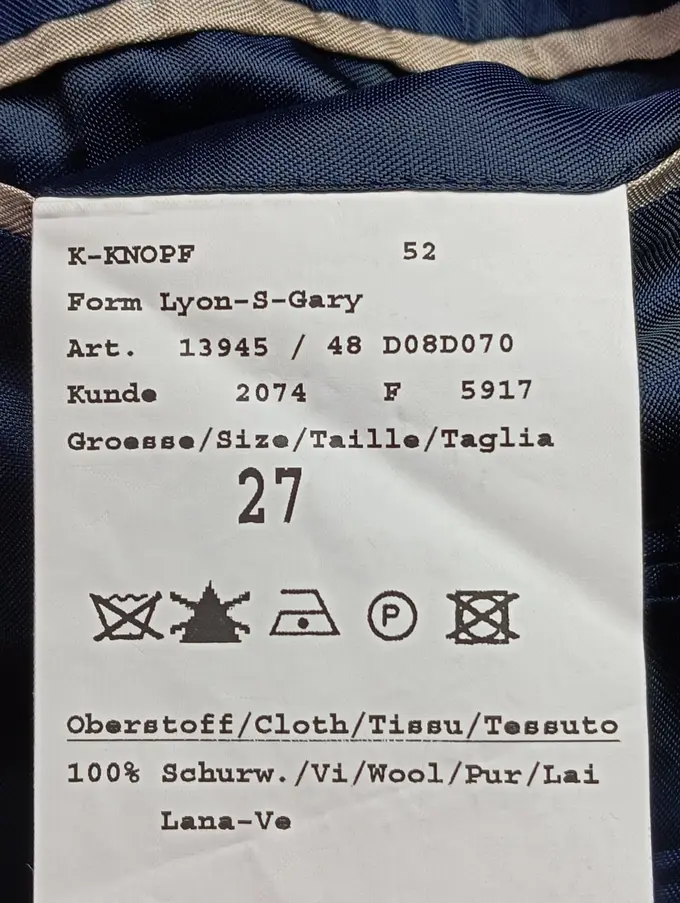 K-KNOPF 52
Form Lyon-S-Gary
Art. 13945 / 48 D08D070
Kunde 2074 F 5917
Groesse/Size/Taille/Taglia
27
P
Oberstoff/Cloth/Tissu/Tessuto
100% Schurw./Vi/Wool/Pur/Lai
Lana-Ve